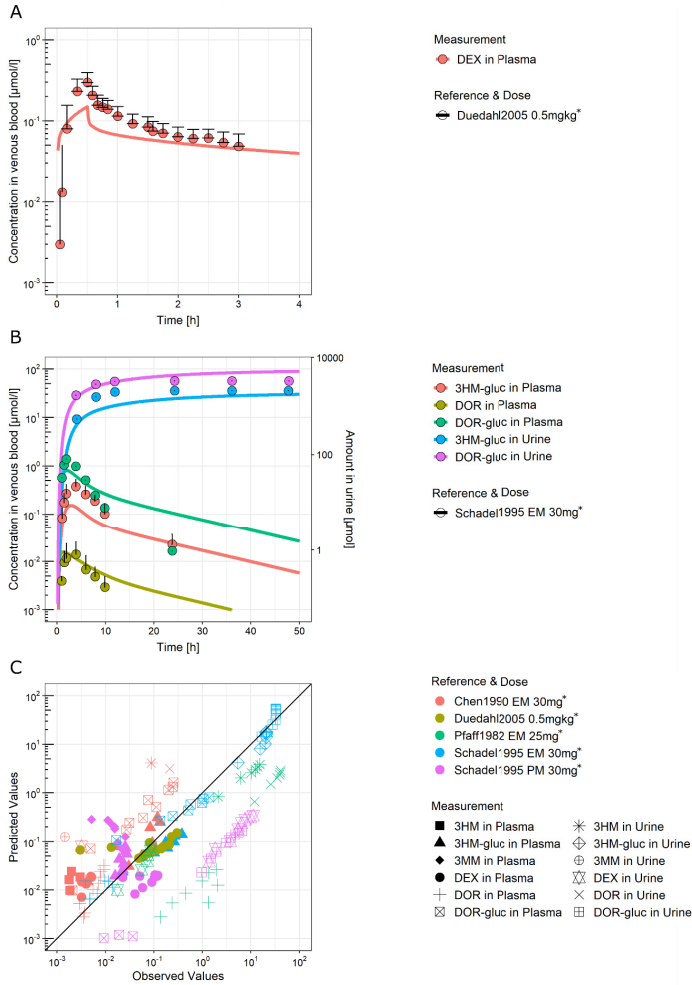 A
Concentration in venous blood [µmol/l]
10⁰
10⁻¹
10⁻²
10⁻³
0 1 2 3 4
Time [h]
Measurement
DEX in Plasma
Reference & Dose
Duedahl2005 0.5mgkg*
B
Concentration in venous blood [µmol/l]
10²
10¹
10⁰
10⁻¹
10⁻²
10⁻³
0 10 20 30 40 50
Time [h]
10000
100
1
Amount in urine [µmol]
Measurement
3HM-gluc in Plasma
DOR in Plasma
DOR-gluc in Plasma
3HM-gluc in Urine
DOR-gluc in Urine
Reference & Dose
Schadel1995 EM 30mg*
C
Predicted Values
10²
10¹
10⁰
10⁻¹
10⁻²
10⁻³
10⁻³ 10⁻² 10⁻¹ 10⁰ 10¹ 10²
Observed Values
Reference & Dose
Chen1990 EM 30mg*
Duedahl2005 0.5mgkg*
Pfaff1982 EM 25mg*
Schadel1995 EM 30mg*
Schadel1995 PM 30mg*
Measurement
3HM in Plasma
3HM-gluc in Plasma
3MM in Plasma
DEX in Plasma
DOR in Plasma
DOR-gluc in Plasma
3HM in Urine
3HM-gluc in Urine
3MM in Urine
DEX in Urine
DOR in Urine
DOR-gluc in Urine